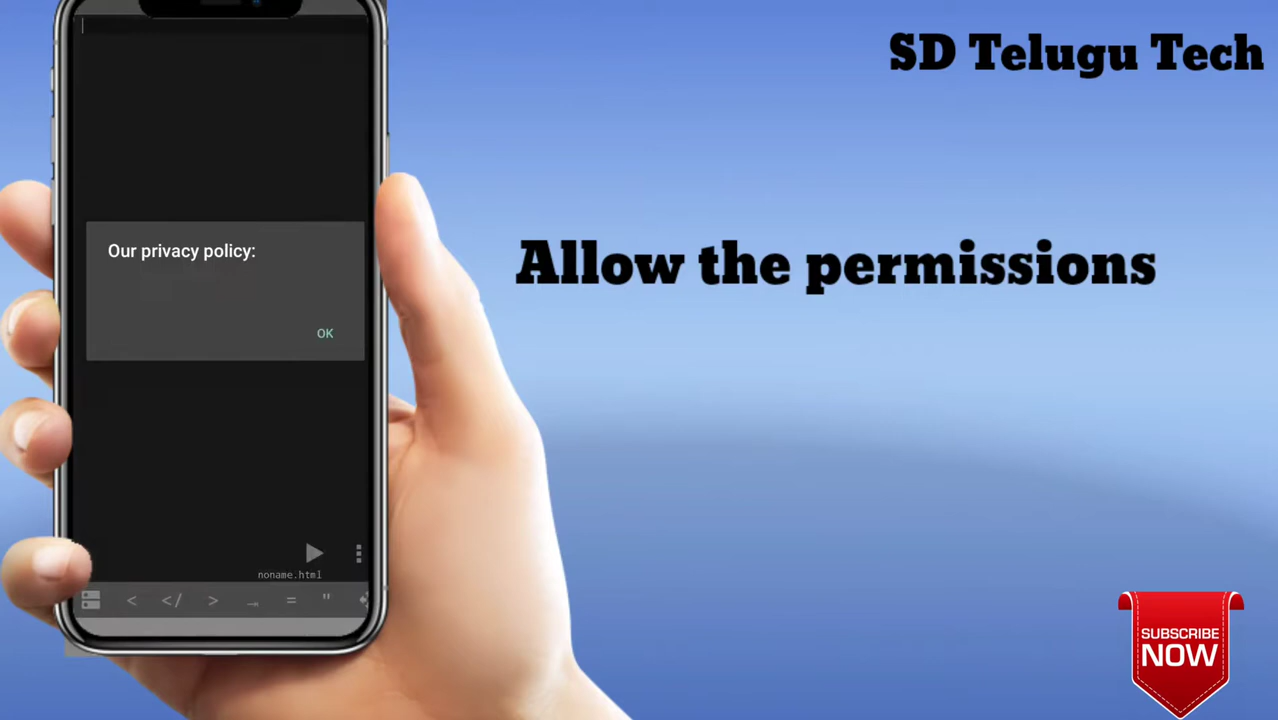 SD Telugu Tech
Allow the permissions
Our privacy policy:
OK
noname.html
< </ > → = "
SUBSCRIBE
NOW